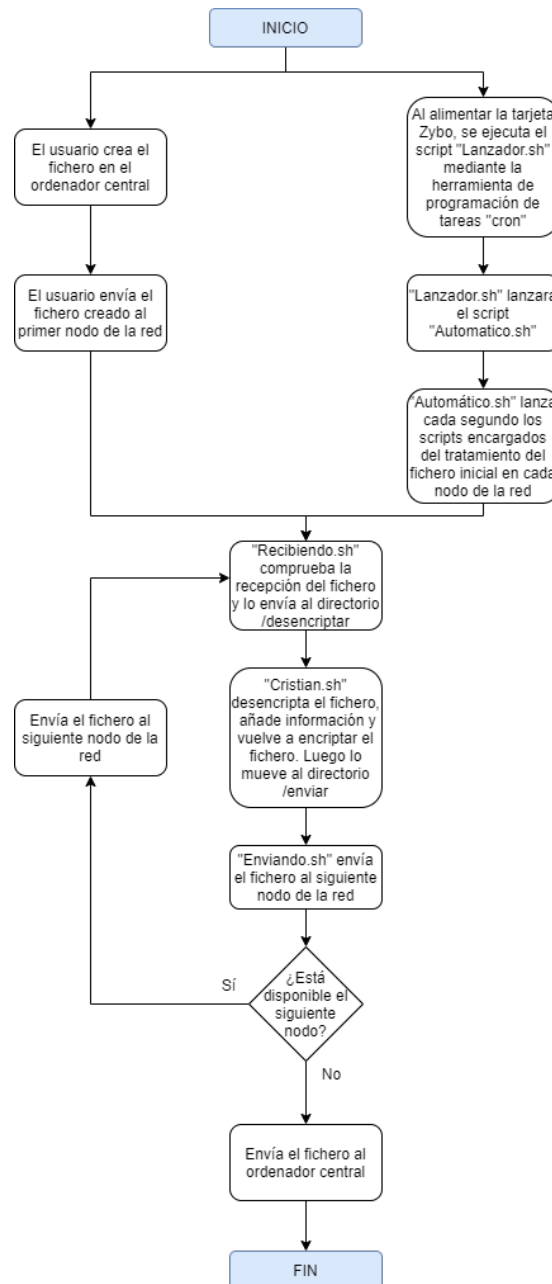 INICIO
El usuario crea el
fichero en el
ordenador central
El usuario envía el
fichero creado al
primer nodo de la red
Al alimentar la tarjeta
Zybo, se ejecuta el
script "Lanzador.sh"
mediante la
herramienta de
programación de
tareas "cron"
"Lanzador.sh" lanzará
el script
"Automatico.sh"
"Automático.sh" lanza
cada segundo los
scripts encargados
del tratamiento del
fichero inicial en cada
nodo de la red
"Recibiendo.sh"
comprueba la
recepción del fichero
y lo envía al directorio
/desencriptar
"Cristian.sh"
desencripta el fichero,
añade información y
vuelve a encriptar el
fichero. Luego lo
mueve al directorio
/enviar
Envía el fichero al
siguiente nodo de la
red
"Enviando.sh" envía
el fichero al siguiente
nodo de la red
¿Está
disponible el
siguiente
nodo?
Sí
No
Envía el fichero al
ordenador central
FIN